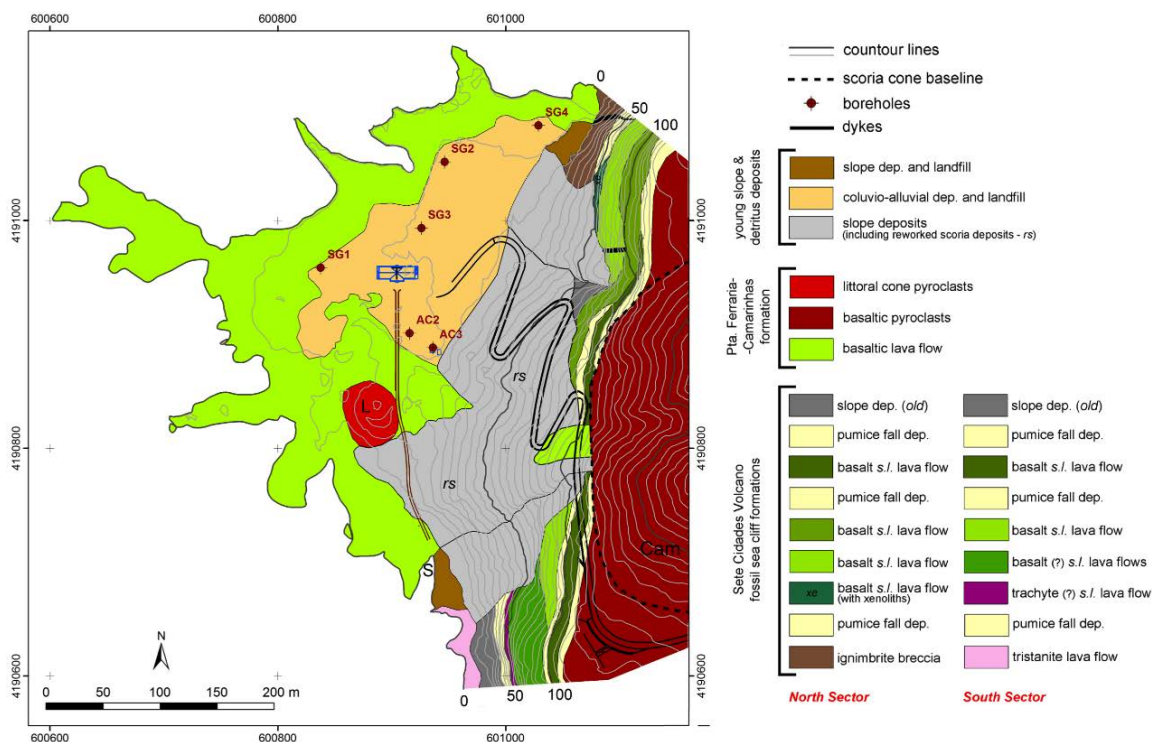 600600
600800
601000
countour lines
scoria cone baseline
boreholes
dykes
young slope &
detritus deposits
slope dep. and landfill
coluvio-alluvial dep. and landfill
slope deposits
(including reworked scoria deposits - rs)
Pta. Ferraria-
-Camarinhas
formation
littoral cone pyroclasts
basaltic pyroclasts
basaltic lava flow
Sete Cidades Volcano
fossil sea cliff formations
slope dep. (old)
pumice fall dep.
basalt s.l. lava flow
pumice fall dep.
basalt s.l. lava flow
basalt s.l. lava flow
xe
basalt s.l. lava flow
(with xenoliths)
pumice fall dep.
ignimbrite breccia
North Sector
slope dep. (old)
pumice fall dep.
basalt s.l. lava flow
pumice fall dep.
basalt s.l. lava flow
basalt (?) s.l. lava flows
trachyte (?) s.l. lava flow
pumice fall dep.
tristanite lava flow
South Sector
0
50
100
SG4
SG2
SG3
SG1
AC2
AC3
L
rs
rs
S
Cam
N
0 50 100 150 200 m
0
50
100
4191000
4190800
4190600
4191000
4190800
4190600
600600
600800
601000